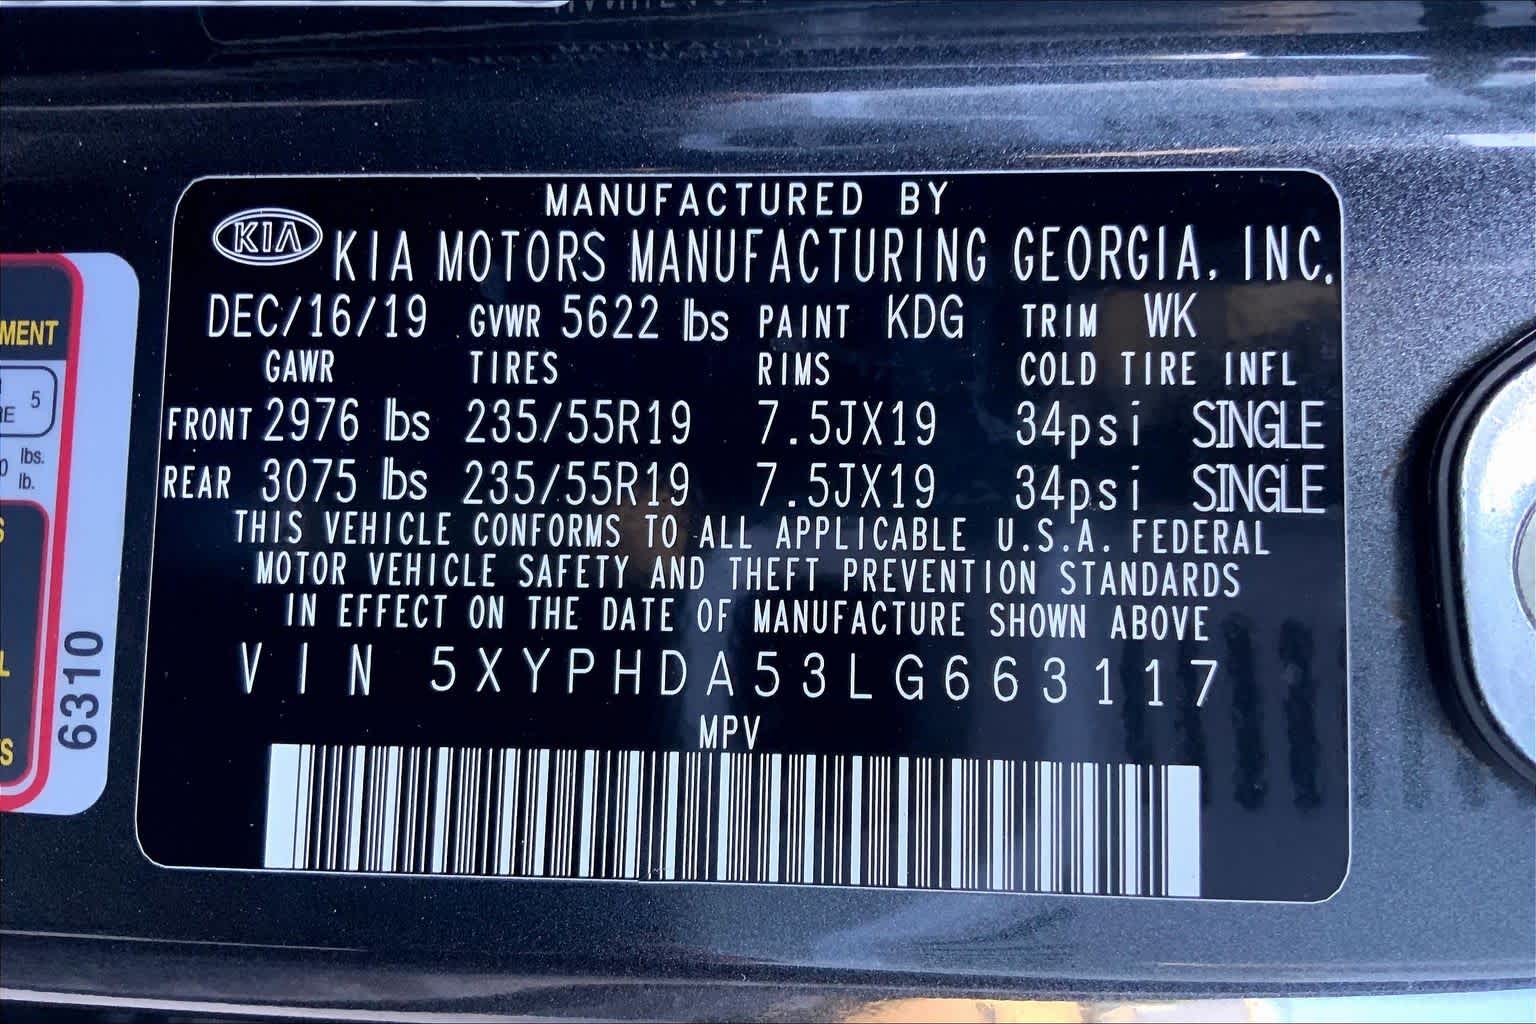 MANUFACTURED BY
KIA KIA MOTORS MANUFACTURING GEORGIA, INC.
DEC/16/19 GVWR 5622 lbs PAINT KDG TRIM WK
GAWR TIRES RIMS COLD TIRE INFL
FRONT 2976 lbs 235/55R19 7.5JX19 34psi SINGLE
REAR 3075 lbs 235/55R19 7.5JX19 34psi SINGLE
THIS VEHICLE CONFORMS TO ALL APPLICABLE U.S.A. FEDERAL
MOTOR VEHICLE SAFETY AND THEFT PREVENTION STANDARDS
IN EFFECT ON THE DATE OF MANUFACTURE SHOWN ABOVE
VIN 5XYPHDA53LG663117
MPV
5
lbs.
lb.
6310